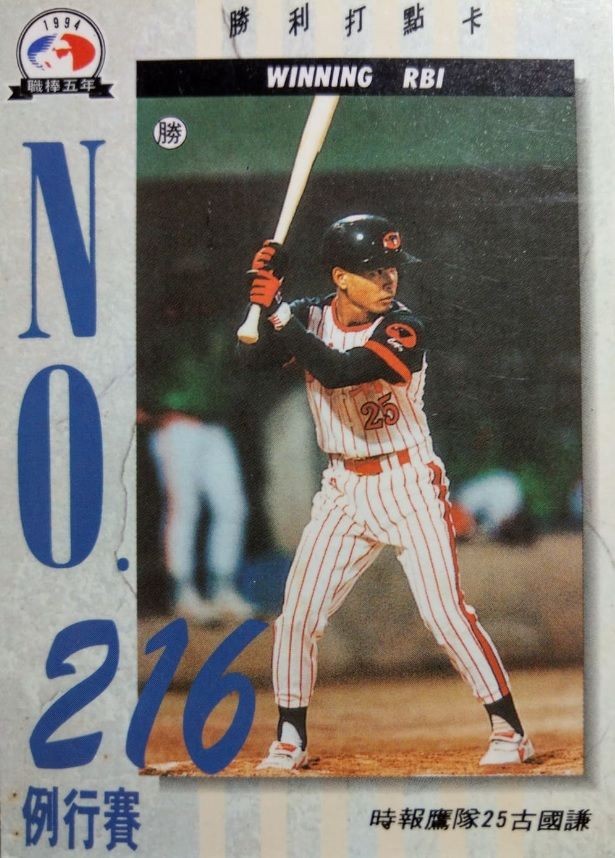 1994
職棒五年
勝利打點卡
WINNING RBI
勝
NO.
216
例行賽
25
時報鷹隊25古國謙